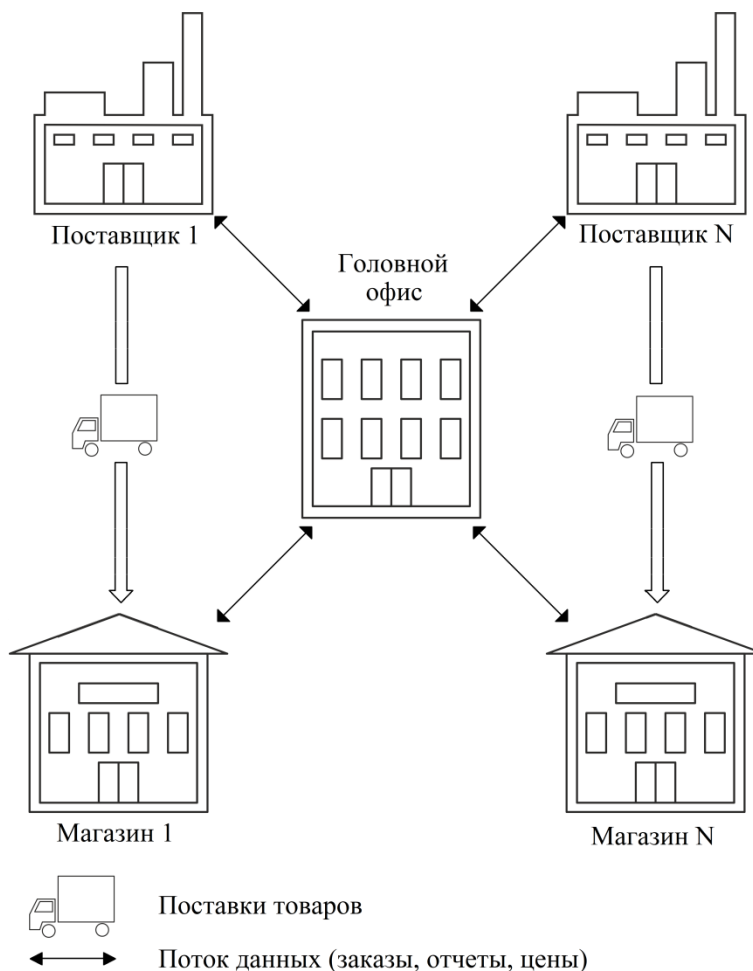 Поставщик 1
Поставщик N
Головной
офис
Магазин 1
Магазин N
Поставки товаров
Поток данных (заказы, отчеты, цены)